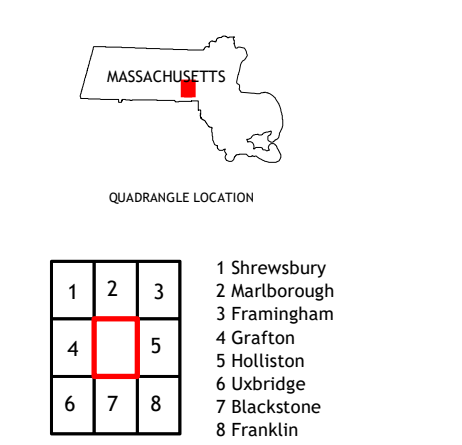 MASSACHUSETTS
QUADRANGLE LOCATION
1 2 3
4 5
6 7 8
1 Shrewsbury
2 Marlborough
3 Framingham
4 Grafton
5 Holliston
6 Uxbridge
7 Blackstone
8 Franklin